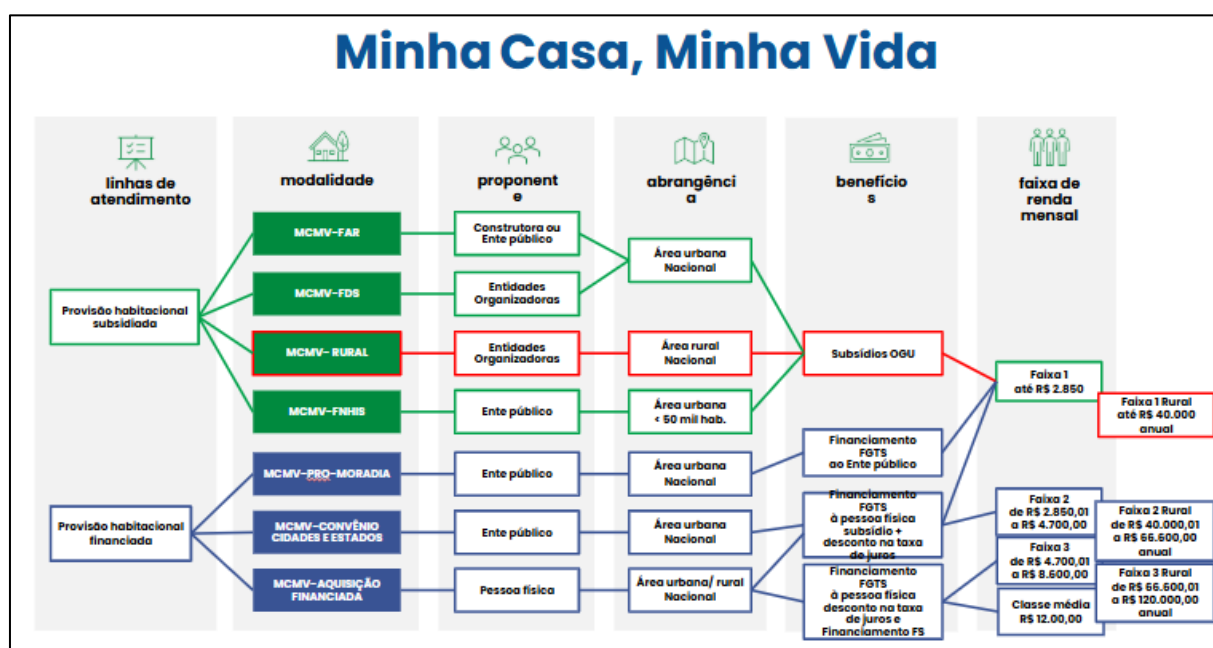 Minha Casa, Minha Vida
linhas de
atendimento
modalidade
proponent
e
abrangênci
a
benefício
s
faixa de
renda
mensal
Provisão habitacional
subsidiada
MCMV-FAR
Construtora ou
Ente público
Área urbana
Nacional
MCMV-FDS
Entidades
Organizadoras
MCMV- RURAL
Entidades
Organizadoras
Área rural
Nacional
Subsídios OGU
MCMV-FNHIS
Ente público
Área urbana
< 50 mil hab.
Faixa 1
até R$ 2.850
Faixa 1 Rural
até R$ 40.000
anual
Provisão habitacional
financiada
MCMV-PRO-MORADIA
Ente público
Área urbana
Nacional
Financiamento
FGTS
ao Ente público
MCMV-CONVÊNIO
CIDADES E ESTADOS
Ente público
Área urbana
Nacional
Financiamento
FGTS
à pessoa física
subsídio +
desconto na taxa
de juros
Faixa 2
de R$ 2.850,01
a R$ 4.700,00
Faixa 2 Rural
de R$ 40.000,01
a R$ 66.600,00
anual
MCMV-AQUISIÇÃO
FINANCIADA
Pessoa física
Área urbana/ rural
Nacional
Financiamento
FGTS
à pessoa física
desconto na taxa
de juros e
Financiamento FS
Faixa 3
de R$ 4.700,01
a R$ 8.600,00
Faixa 3 Rural
de R$ 66.600,01
a R$ 120.000,00
anual
Classe média
R$ 12.00,00